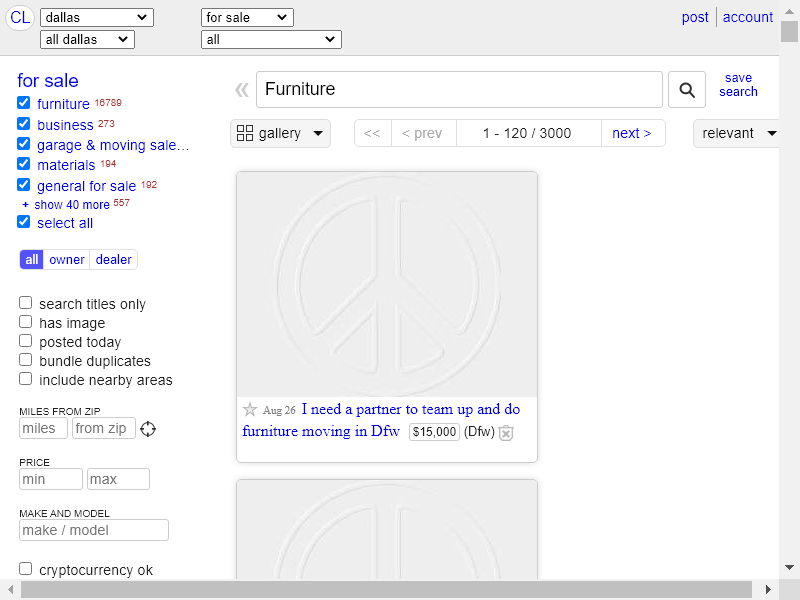 CL dallas for sale post account
all dallas all
for sale
furniture 16789
business 273
garage & moving sale...
materials 194
general for sale 192
+ show 40 more 557
select all
all owner dealer
search titles only
has image
posted today
bundle duplicates
include nearby areas
MILES FROM ZIP
miles from zip
PRICE
min max
MAKE AND MODEL
make / model
cryptocurrency ok
« Furniture save search
gallery << < prev 1 - 120 / 3000 next > relevant
Aug 26 I need a partner to team up and do
furniture moving in Dfw $15,000 (Dfw)